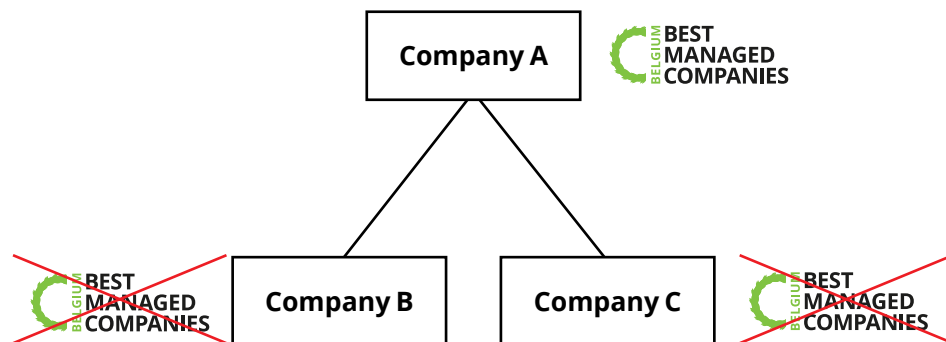 Company A
BELGIUM
BEST
MANAGED
COMPANIES
BELGIUM
BEST
MANAGED
COMPANIES
Company B
Company C
BELGIUM
BEST
MANAGED
COMPANIES